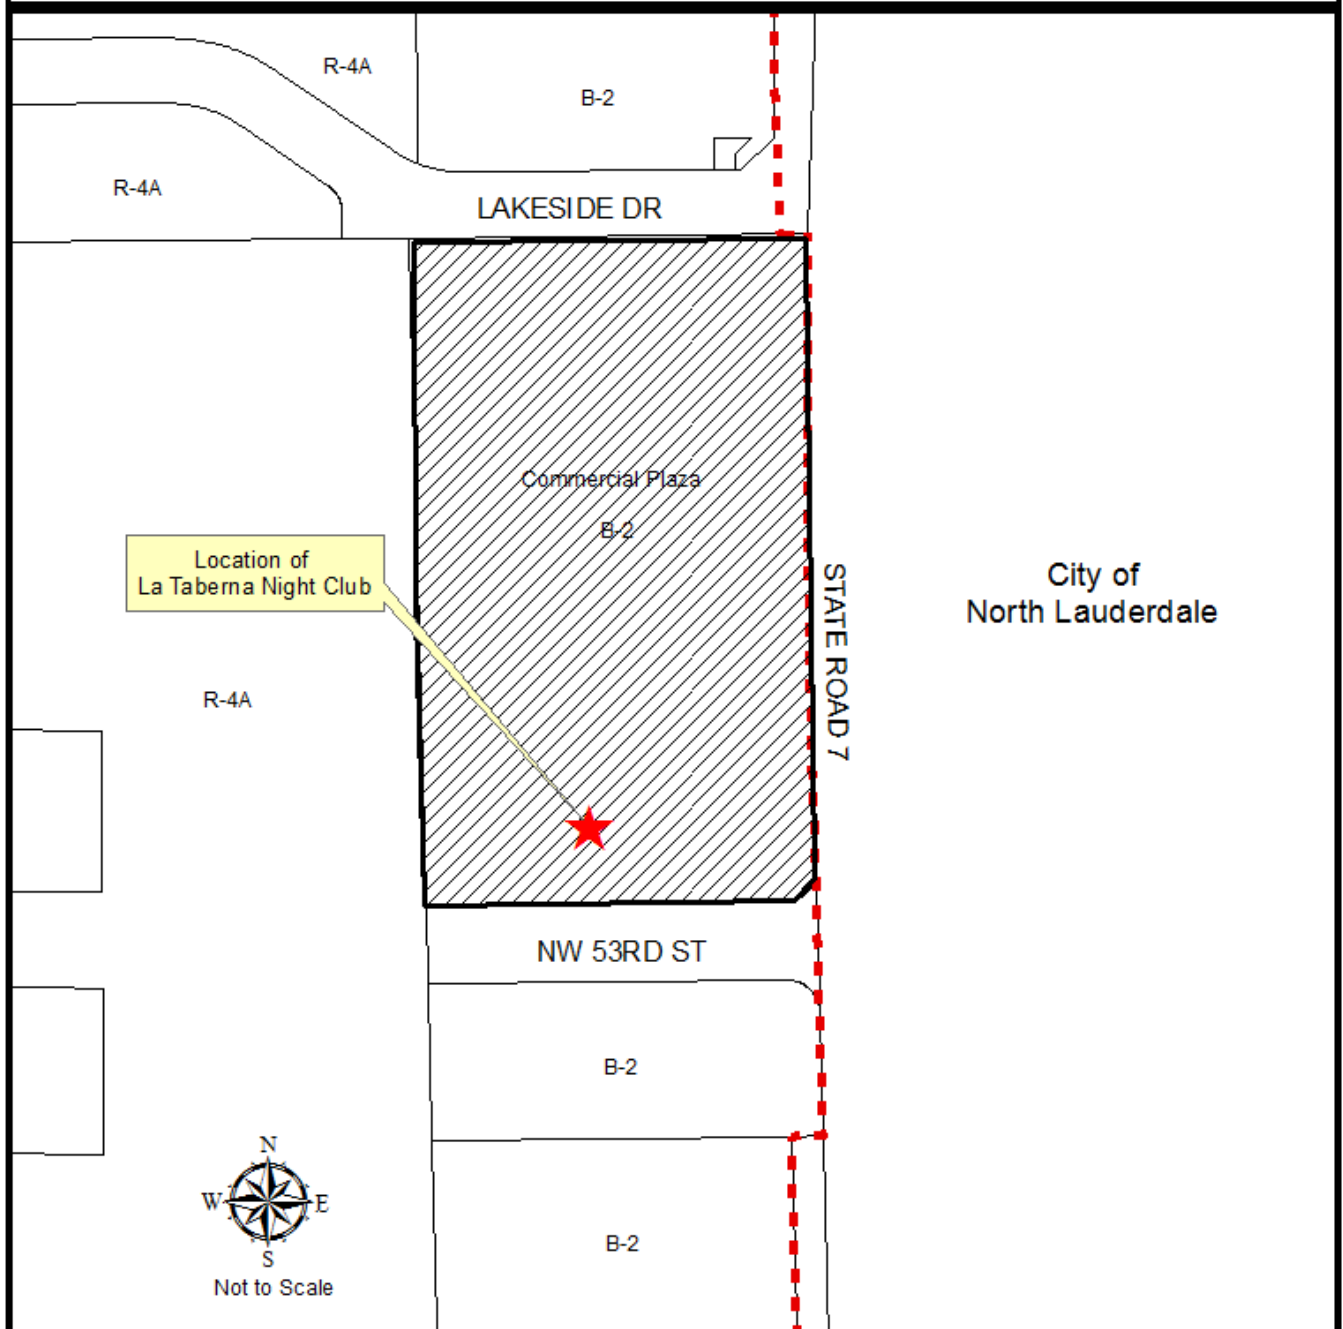 R-4A
B-2
R-4A
LAKESIDE DR
Commercial Plaza
B-2
Location of
La Taberna Night Club
STATE ROAD 7
City of
North Lauderdale
R-4A
NW 53RD ST
B-2
N
W E
S
Not to Scale
B-2